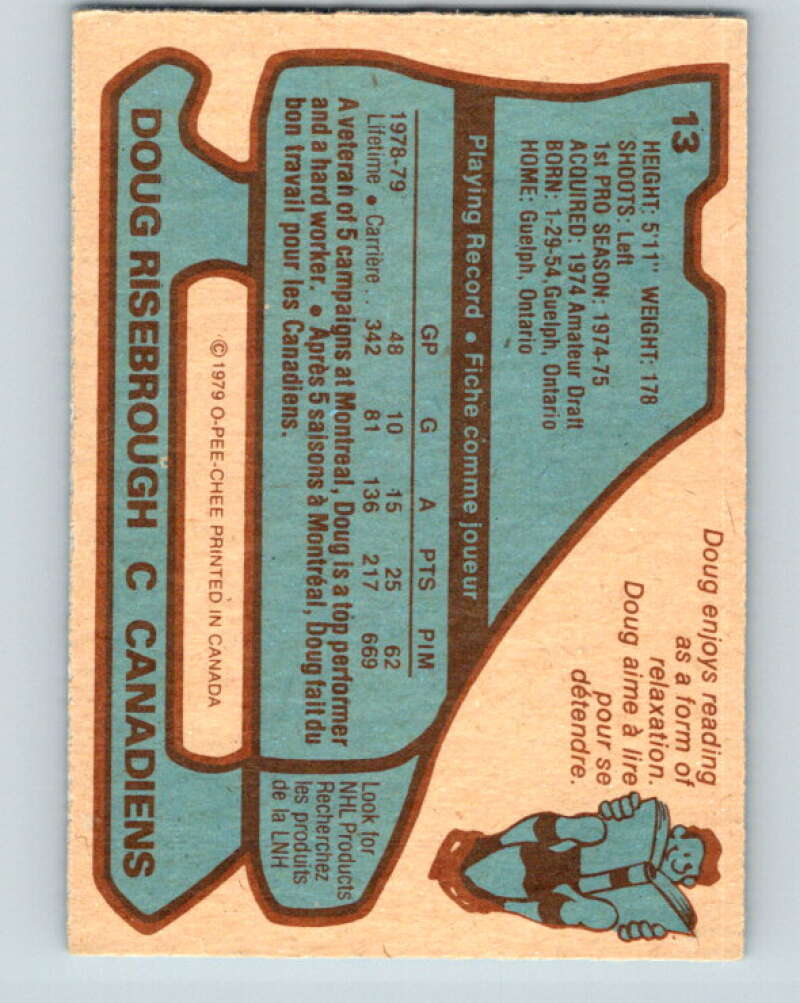 13
HEIGHT: 5'11" WEIGHT: 178
SHOOTS: Left
1st PRO SEASON: 1974-75
ACQUIRED: 1974 Amateur Draft
BORN: 1-29-54, Guelph, Ontario
HOME: Guelph, Ontario
Doug enjoys reading
as a form of
relaxation.
Doug aime à lire
pour se
détendre.
Playing Record • Fiche comme joueur
GP G A PTS PIM
1978-79 48 10 15 25 62
Lifetime • Carrière . . 342 81 136 217 669
A veteran of 5 campaigns at Montreal, Doug is a top performer
and a hard worker. • Après 5 saisons à Montréal, Doug fait du
bon travail pour les Canadiens.
Look for
NHL Products
Recherchez
les produits
de la LNH
© 1979 O-PEE-CHEE PRINTED IN CANADA
DOUG RISEBROUGH C CANADIENS